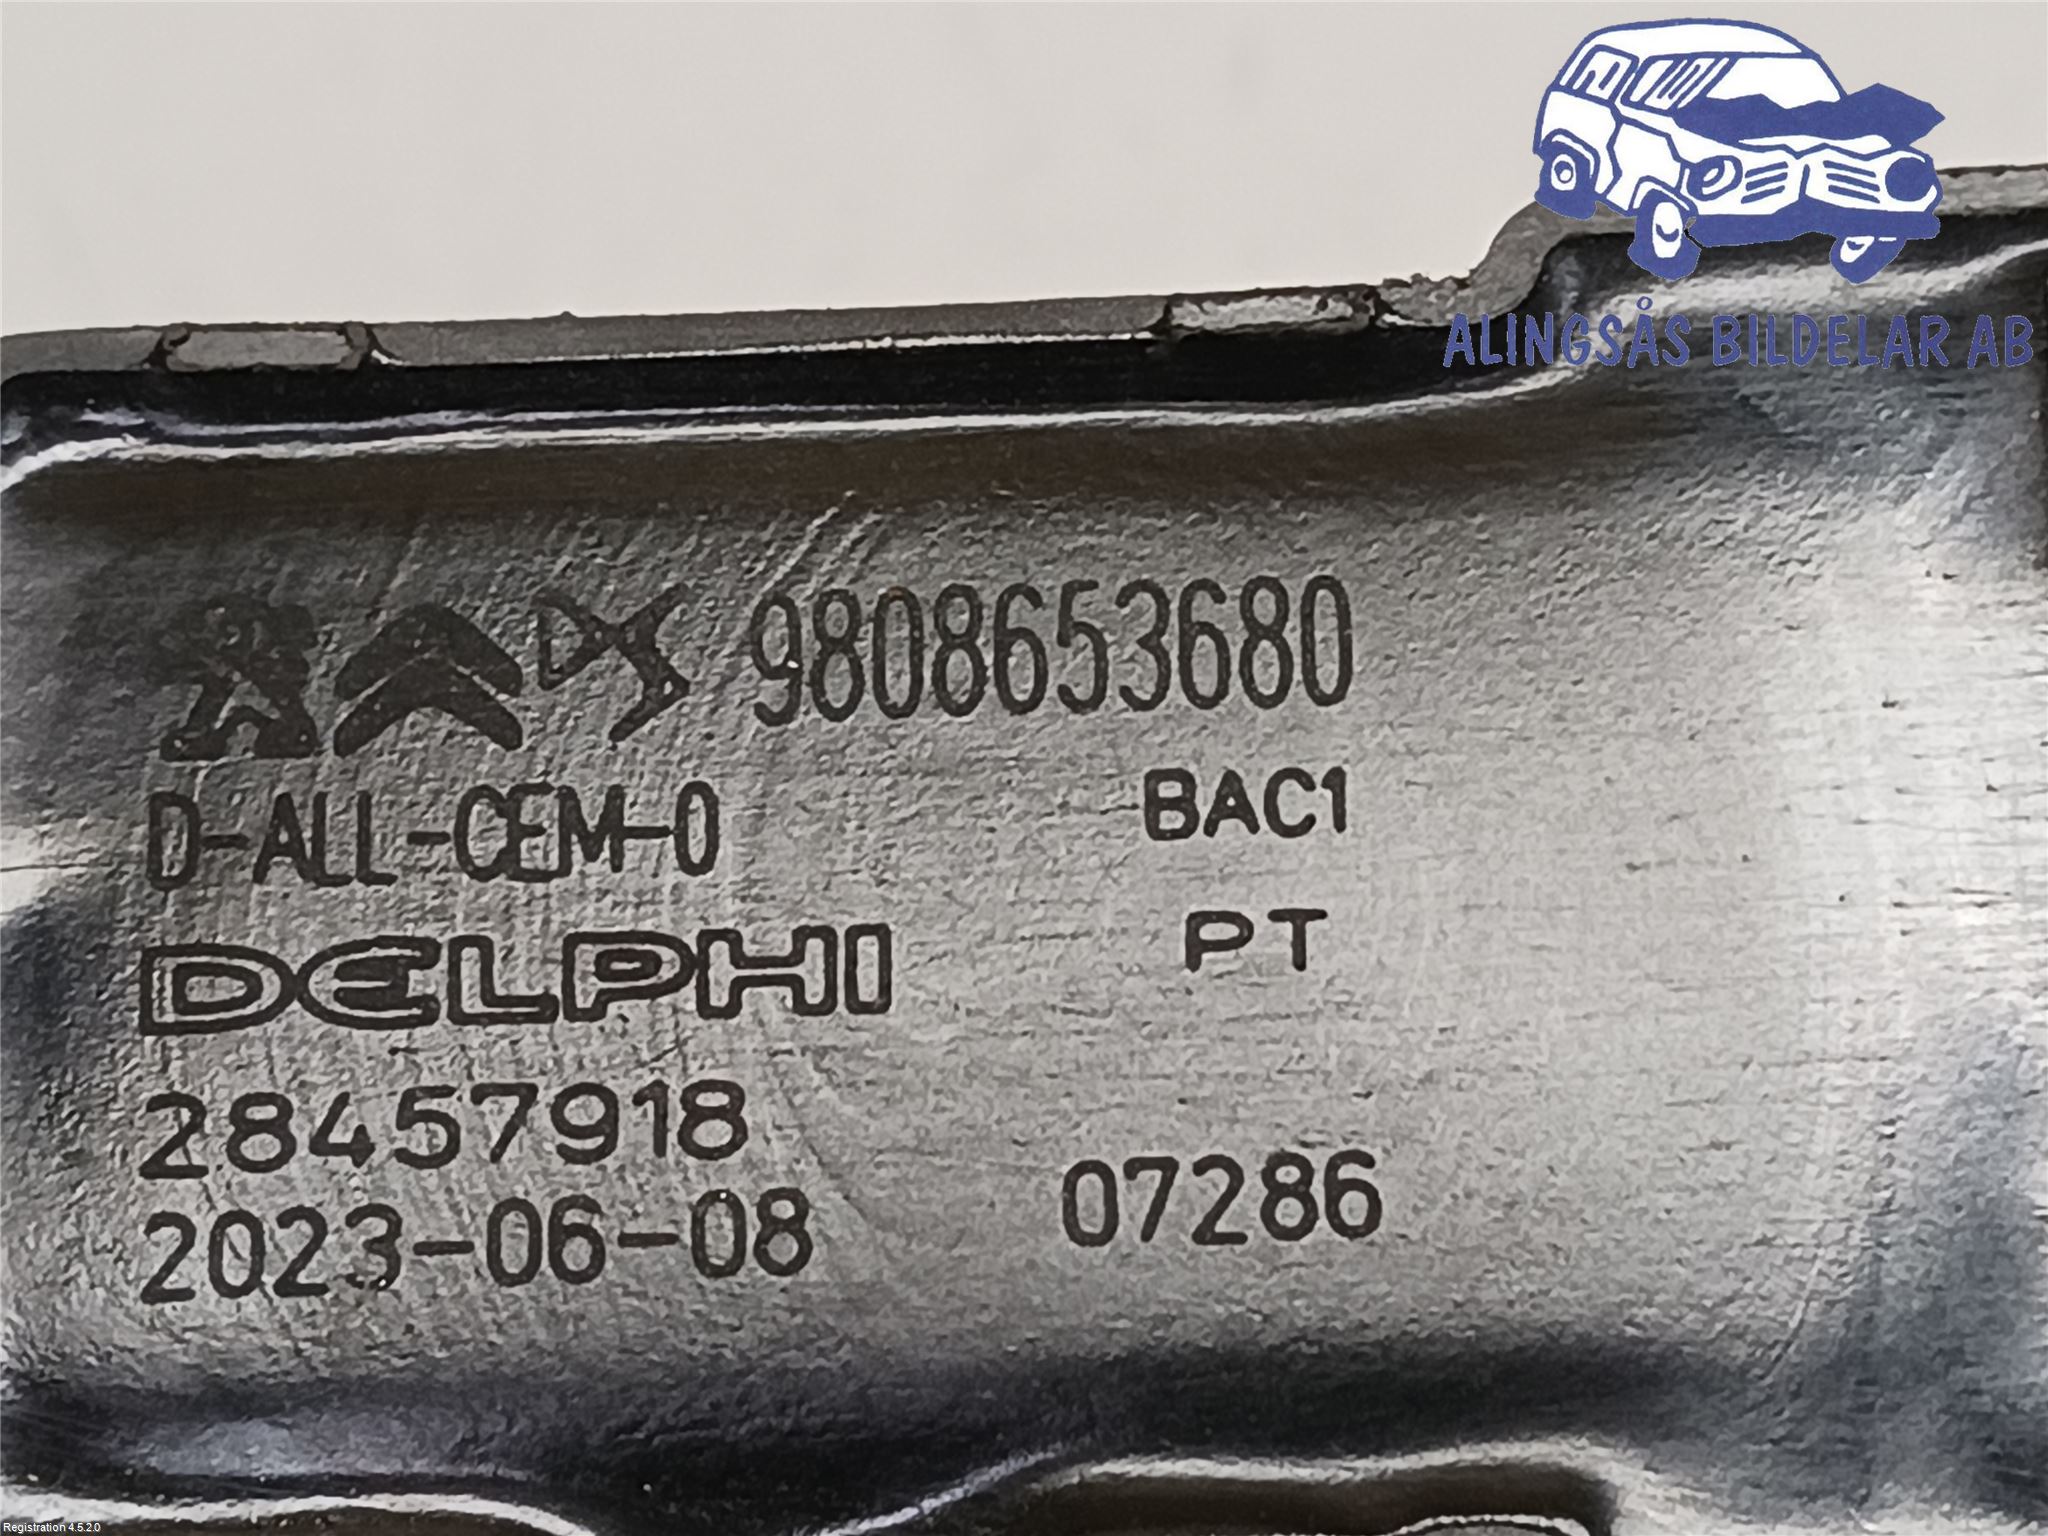 ALINGSÅS BILDELAR AB
DS 9808653680
D-ALL-CEM-0 BAC1
DELPHI PT
28457918
2023-06-08 07286
Registration 4.5.2.0